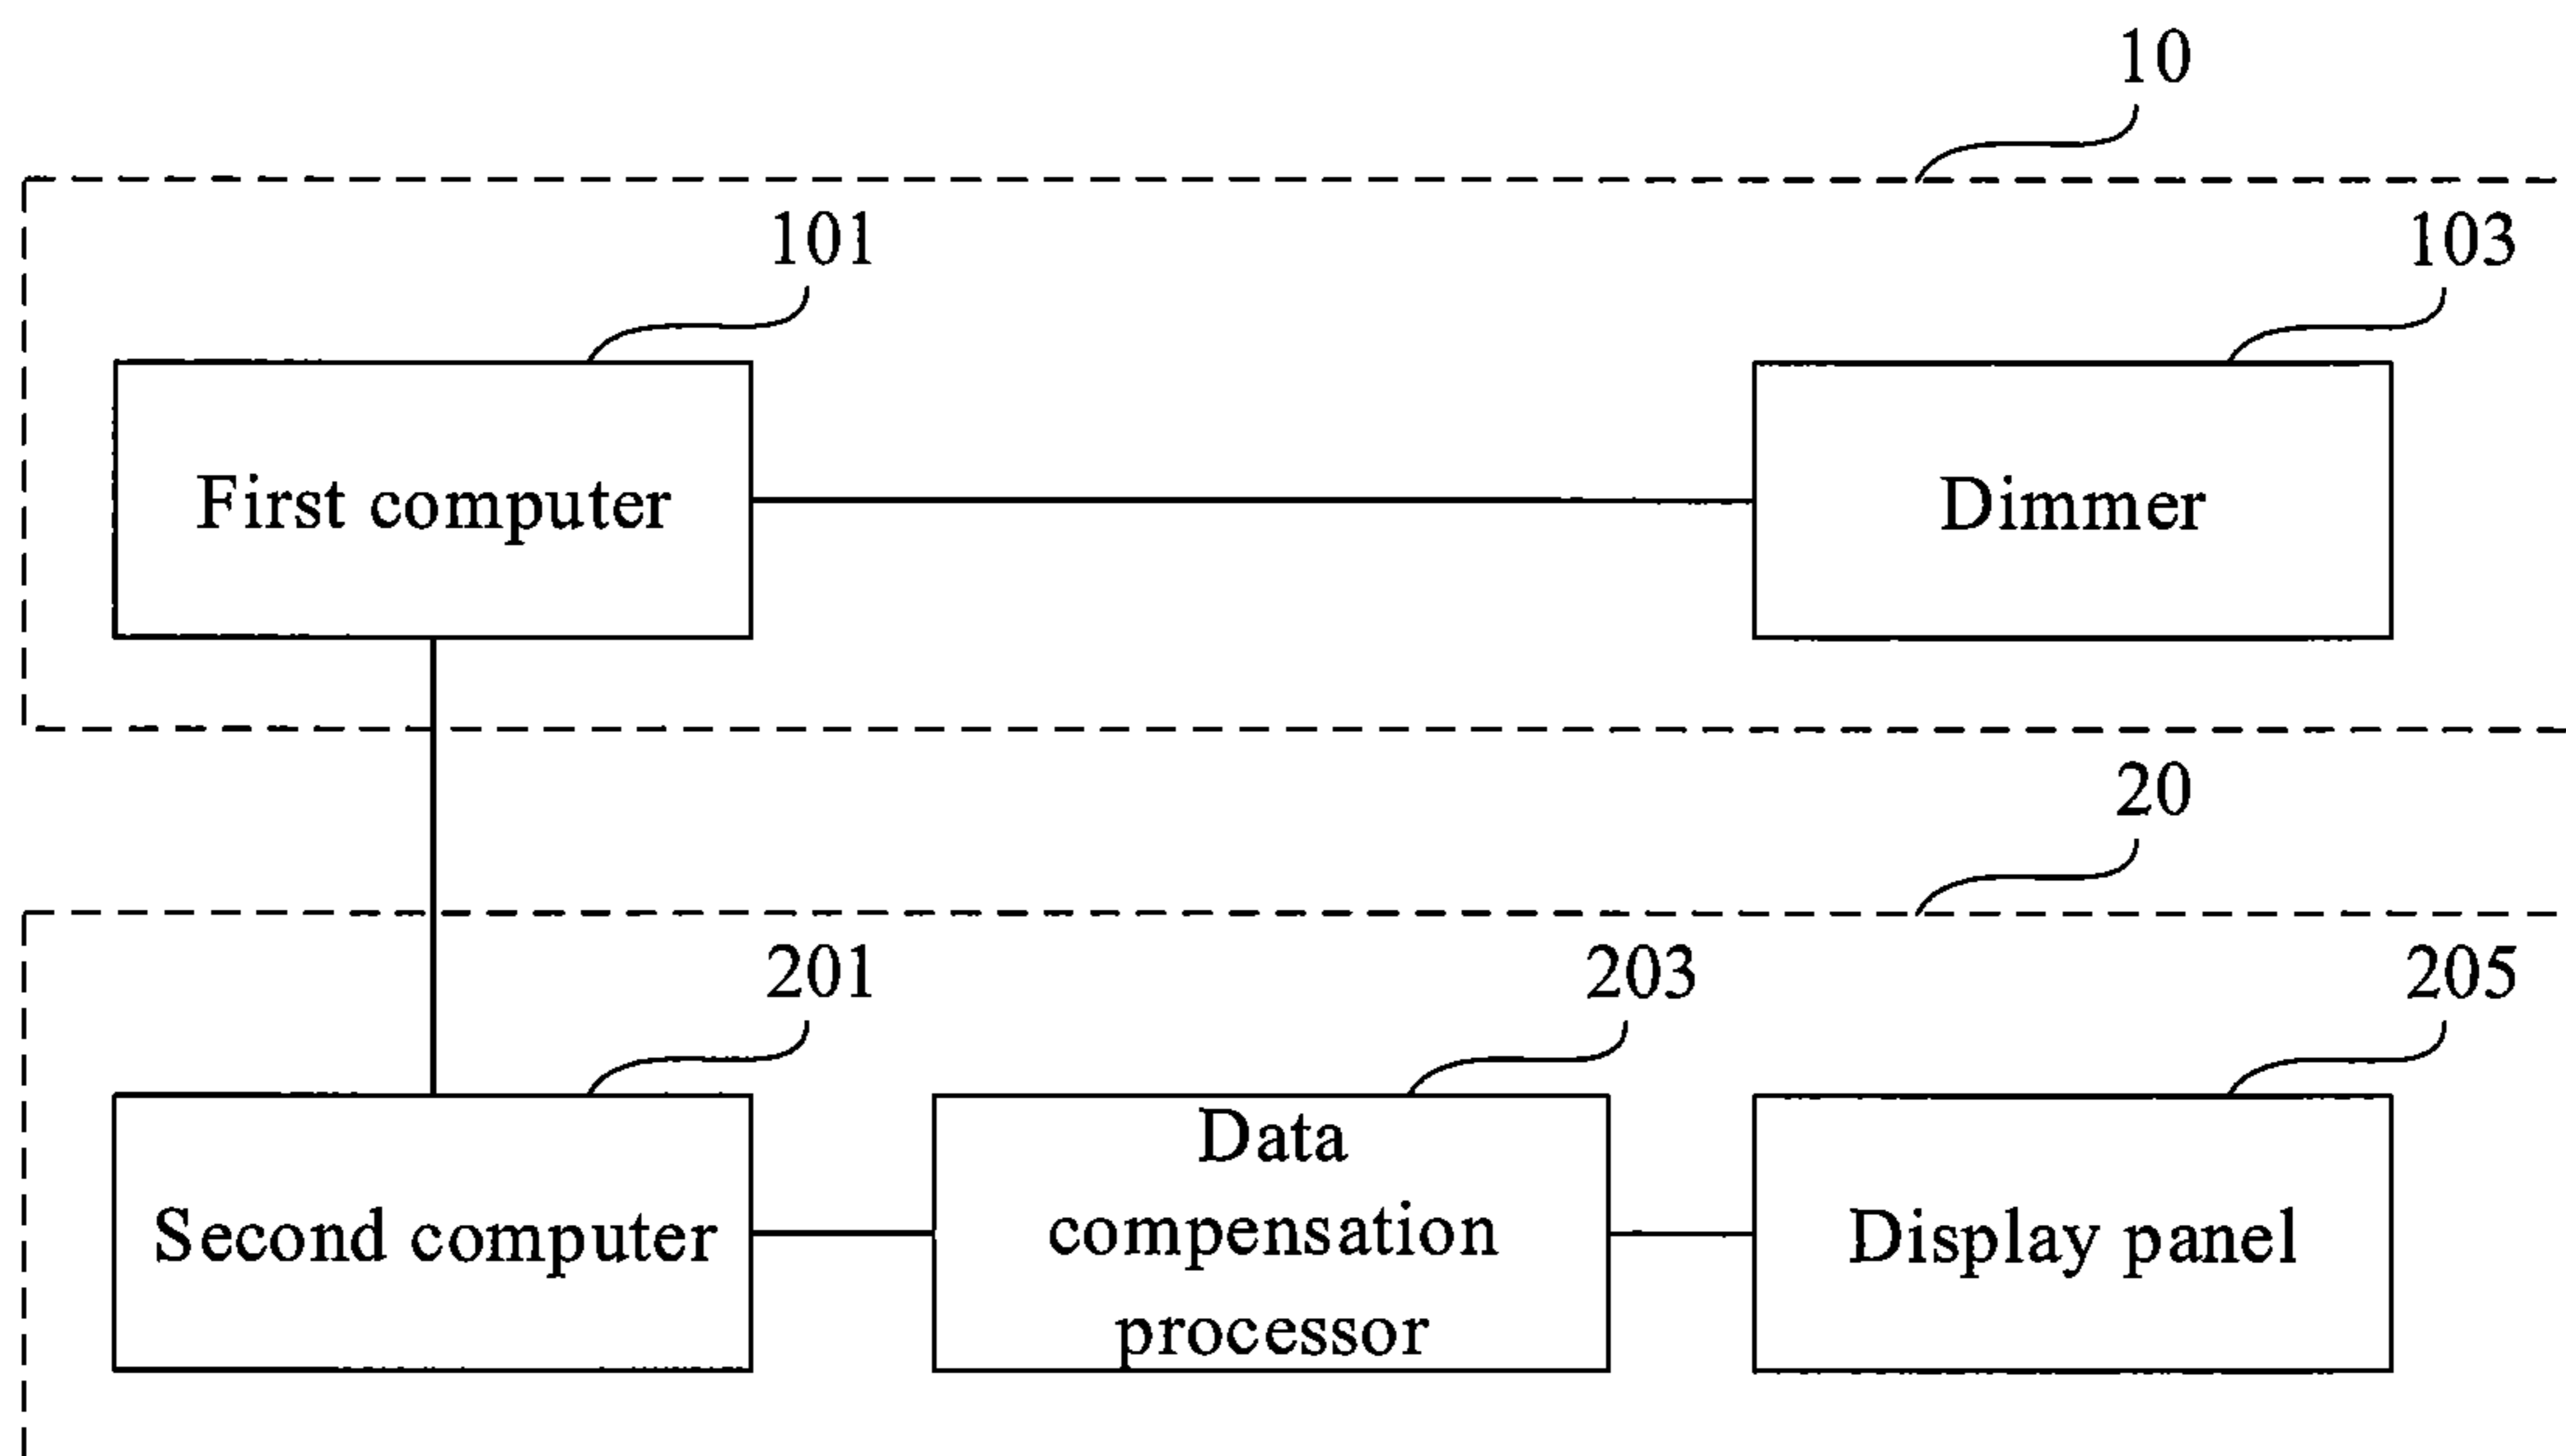 10
101
103
First computer
Dimmer
20
201
203
205
Second computer
Data
compensation
processor
Display panel